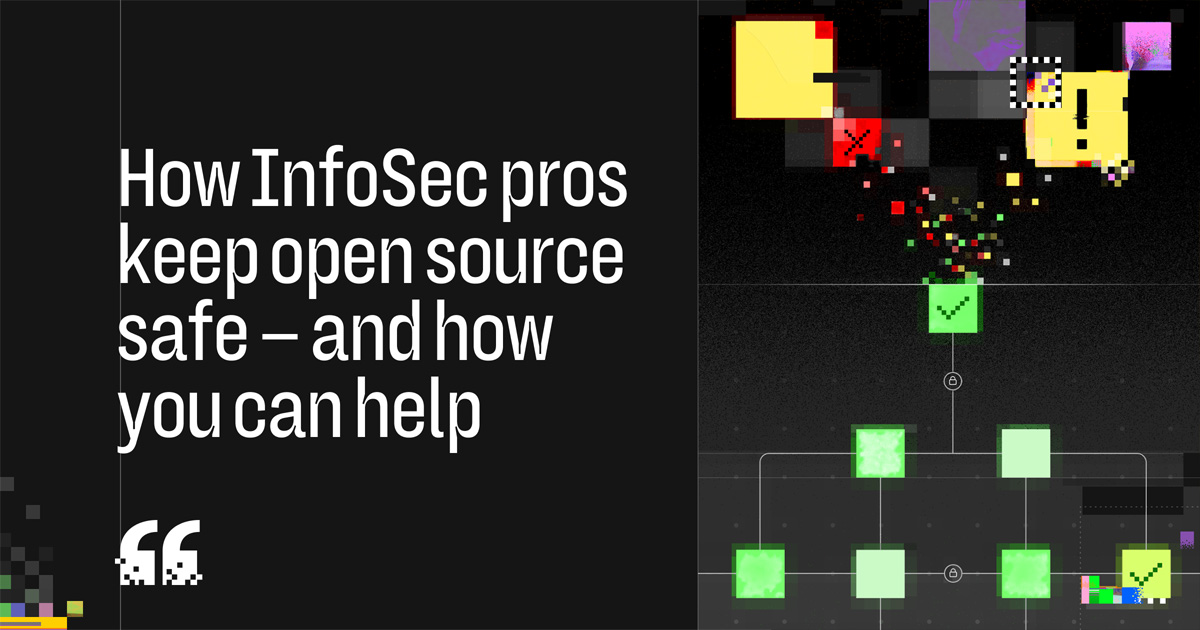 How InfoSec pros
keep open source
safe – and how
you can help
“